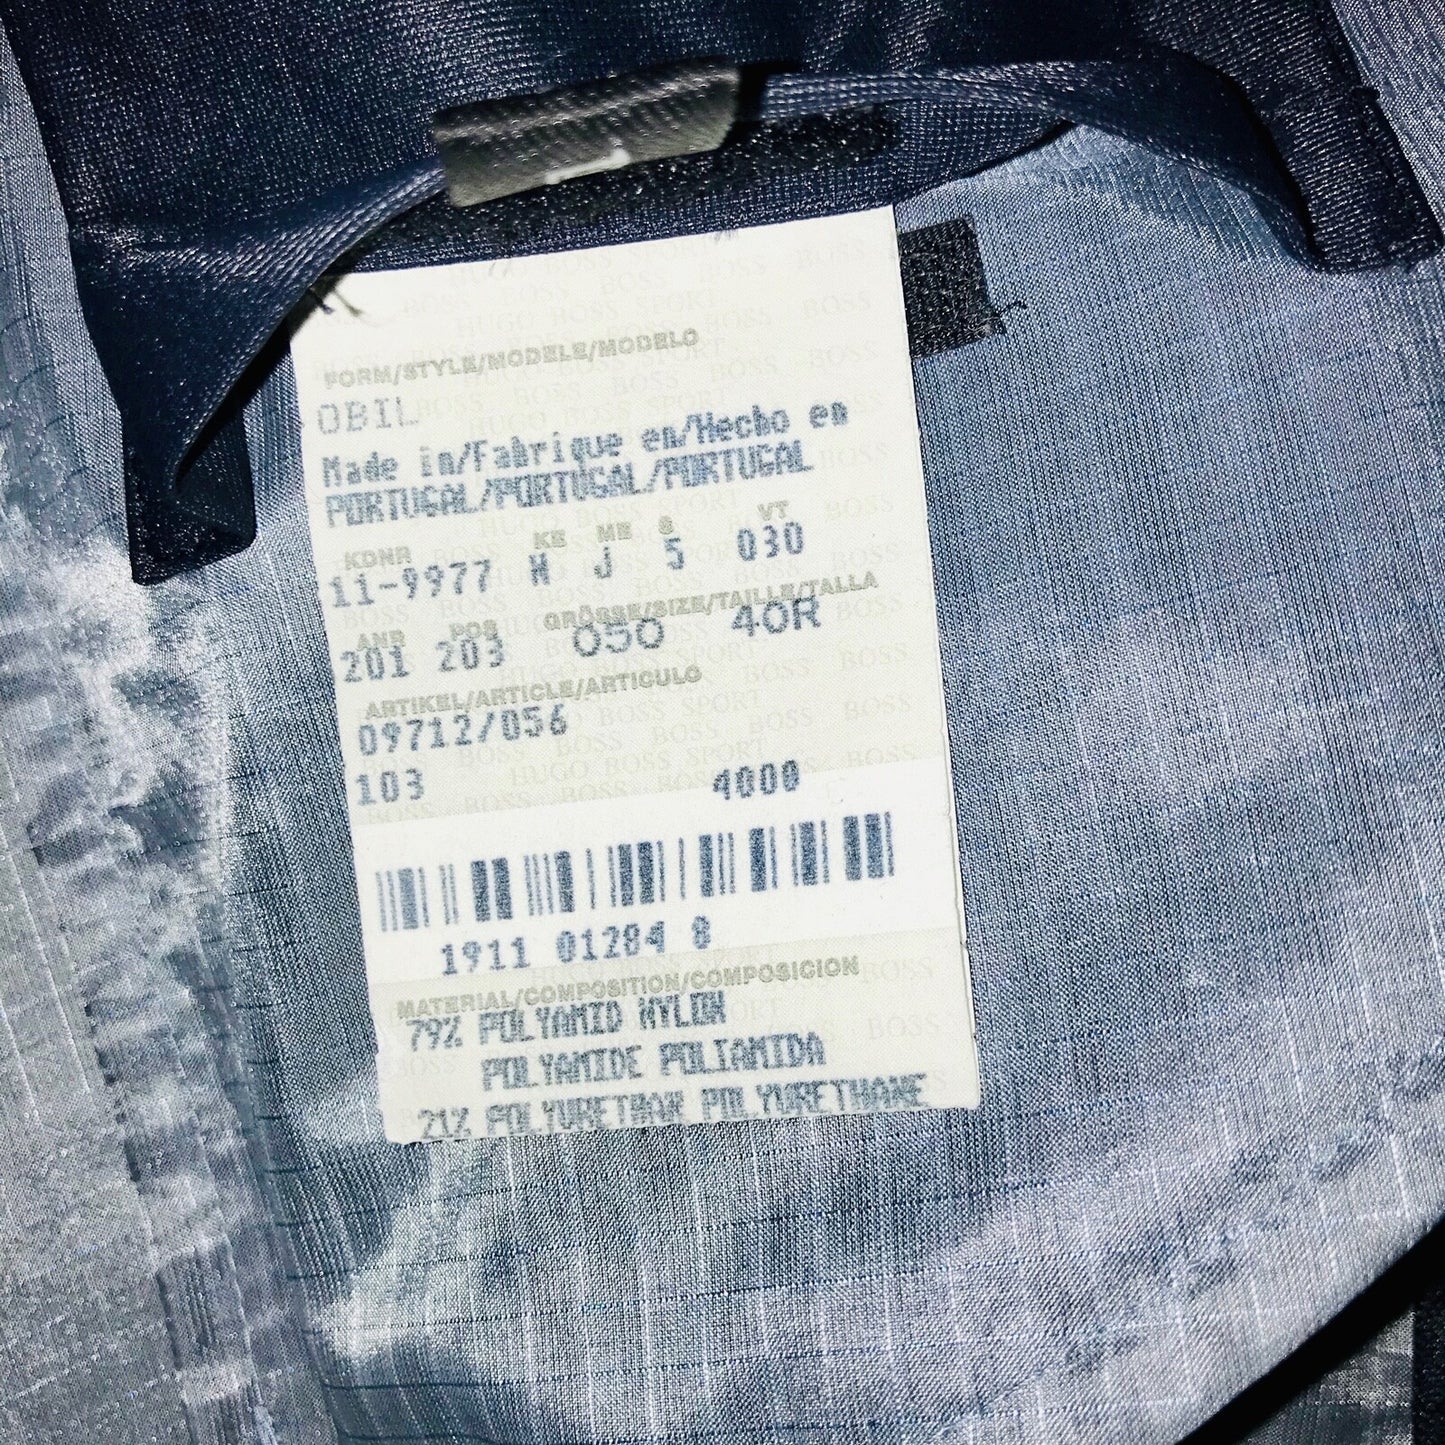 FORM/STYLE/MODELE/MODELO
OBIL
Made in/Fabrique en/Hecho en
PORTUGAL/PORTUGAL/PORTUGAL
KDNR KE ME & VT
11-9977 H J 5 030
ANR POS GRÖSSE/SIZE/TAILLE/TALLA
201 203 050 40R
ARTIKEL/ARTICLE/ARTICULO
09712/056
103 4000
1911 01284 8
MATERIAL/COMPOSITION/COMPOSICION
79% POLYAMID NYLON
POLYAMIDE POLIAMIDA
21% POLYURETHAN POLYURETHANE